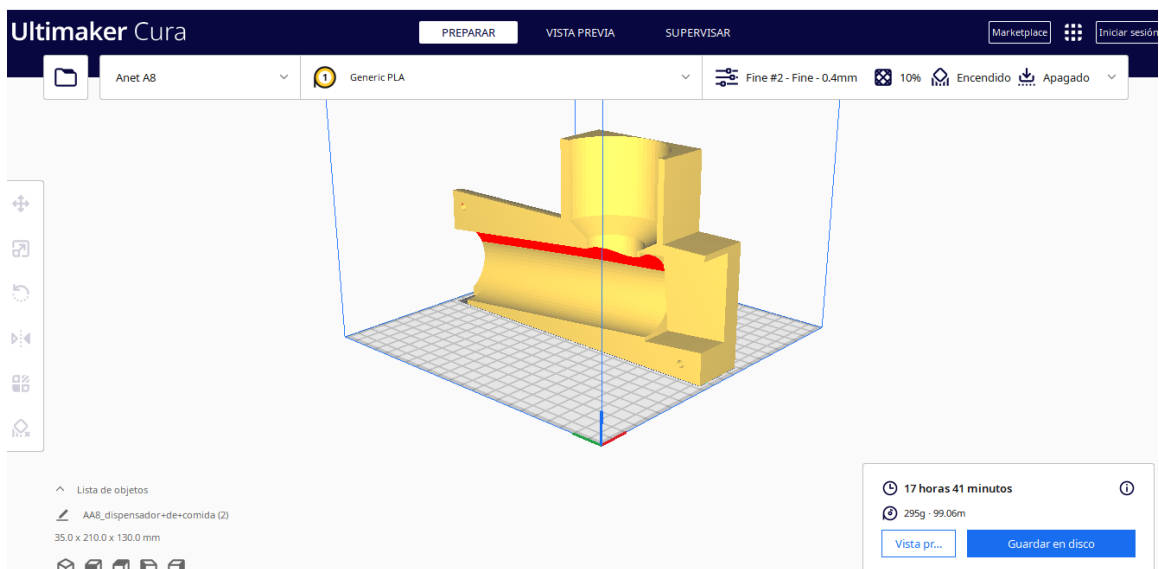 Ultimaker Cura
PREPARAR VISTA PREVIA SUPERVISAR
Marketplace Iniciar sesión
Anet A8
1 Generic PLA
Fine #2 - Fine - 0.4mm 10% Encendido Apagado
Lista de objetos
AA8_dispensador+de+comida (2)
35.0 x 210.0 x 130.0 mm
17 horas 41 minutos
295g · 99.06m
Vista pr... Guardar en disco